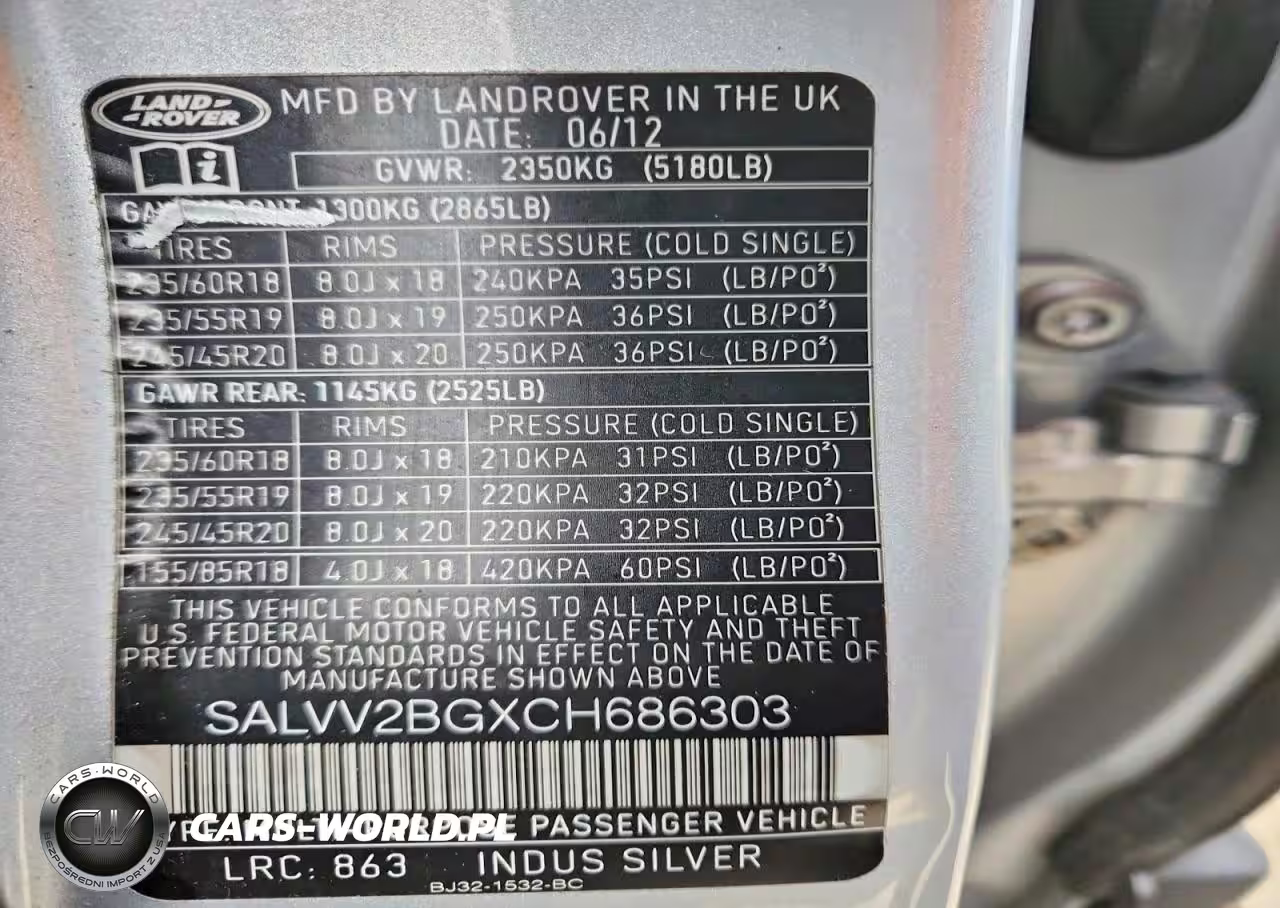 LAND-
-ROVER
MFD BY LANDROVER IN THE UK
DATE: 06/12
i
GVWR: 2350KG (5180LB)
1300KG (2865LB)
TIRES RIMS PRESSURE (COLD SINGLE)
235/60R18 8.0J x 18 240KPA 35PSI (LB/PO²)
235/55R19 8.0J x 19 250KPA 36PSI (LB/PO²)
245/45R20 8.0J x 20 250KPA 36PSI (LB/PO²)
GAWR REAR: 1145KG (2525LB)
TIRES RIMS PRESSURE (COLD SINGLE)
235/60R18 8.0J x 18 210KPA 31PSI (LB/PO²)
235/55R19 8.0J x 19 220KPA 32PSI (LB/PO²)
245/45R20 8.0J x 20 220KPA 32PSI (LB/PO²)
155/85R18 4.0J x 18 420KPA 60PSI (LB/PO²)
THIS VEHICLE CONFORMS TO ALL APPLICABLE
U.S. FEDERAL MOTOR VEHICLE SAFETY AND THEFT
PREVENTION STANDARDS IN EFFECT ON THE DATE OF
MANUFACTURE SHOWN ABOVE
SALVV2BGXCH686303
PASSENGER VEHICLE
LRC: 863 INDUS SILVER
BJ32-1532-BC
CARS-WORLD
CW
BEZPOŚREDNI IMPORT Z USA
CARS-WORLD.PL